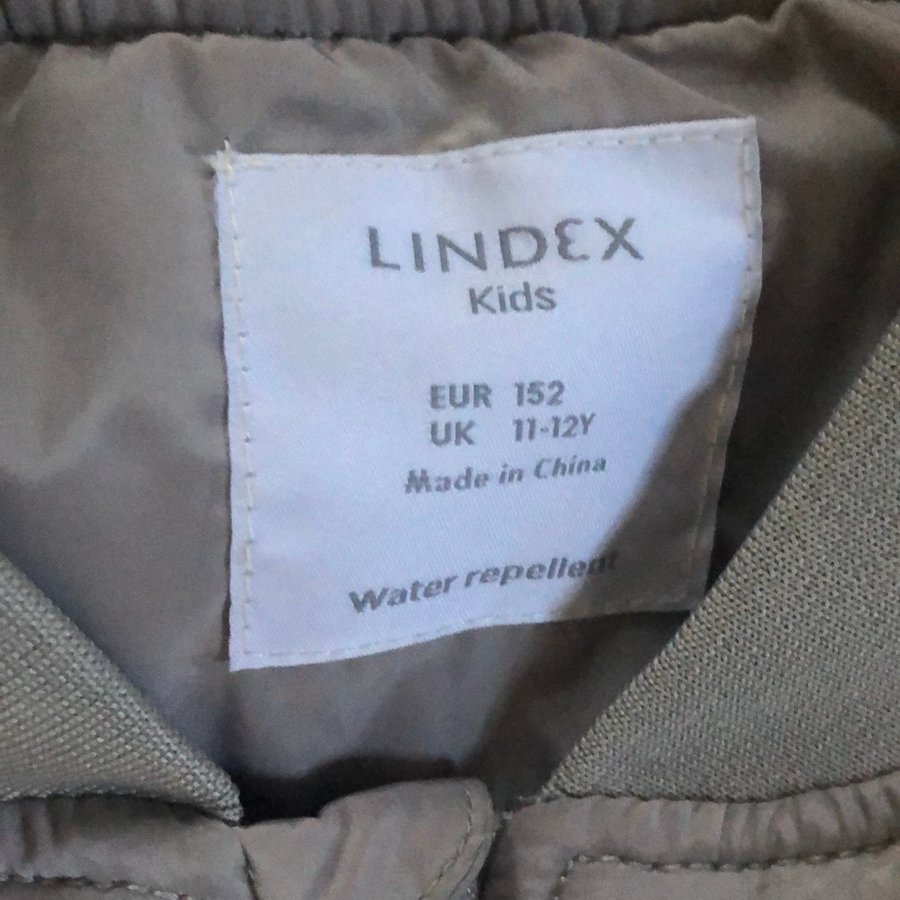 LINDEX
Kids
EUR 152
UK 11-12Y
Made in China
Water repellent